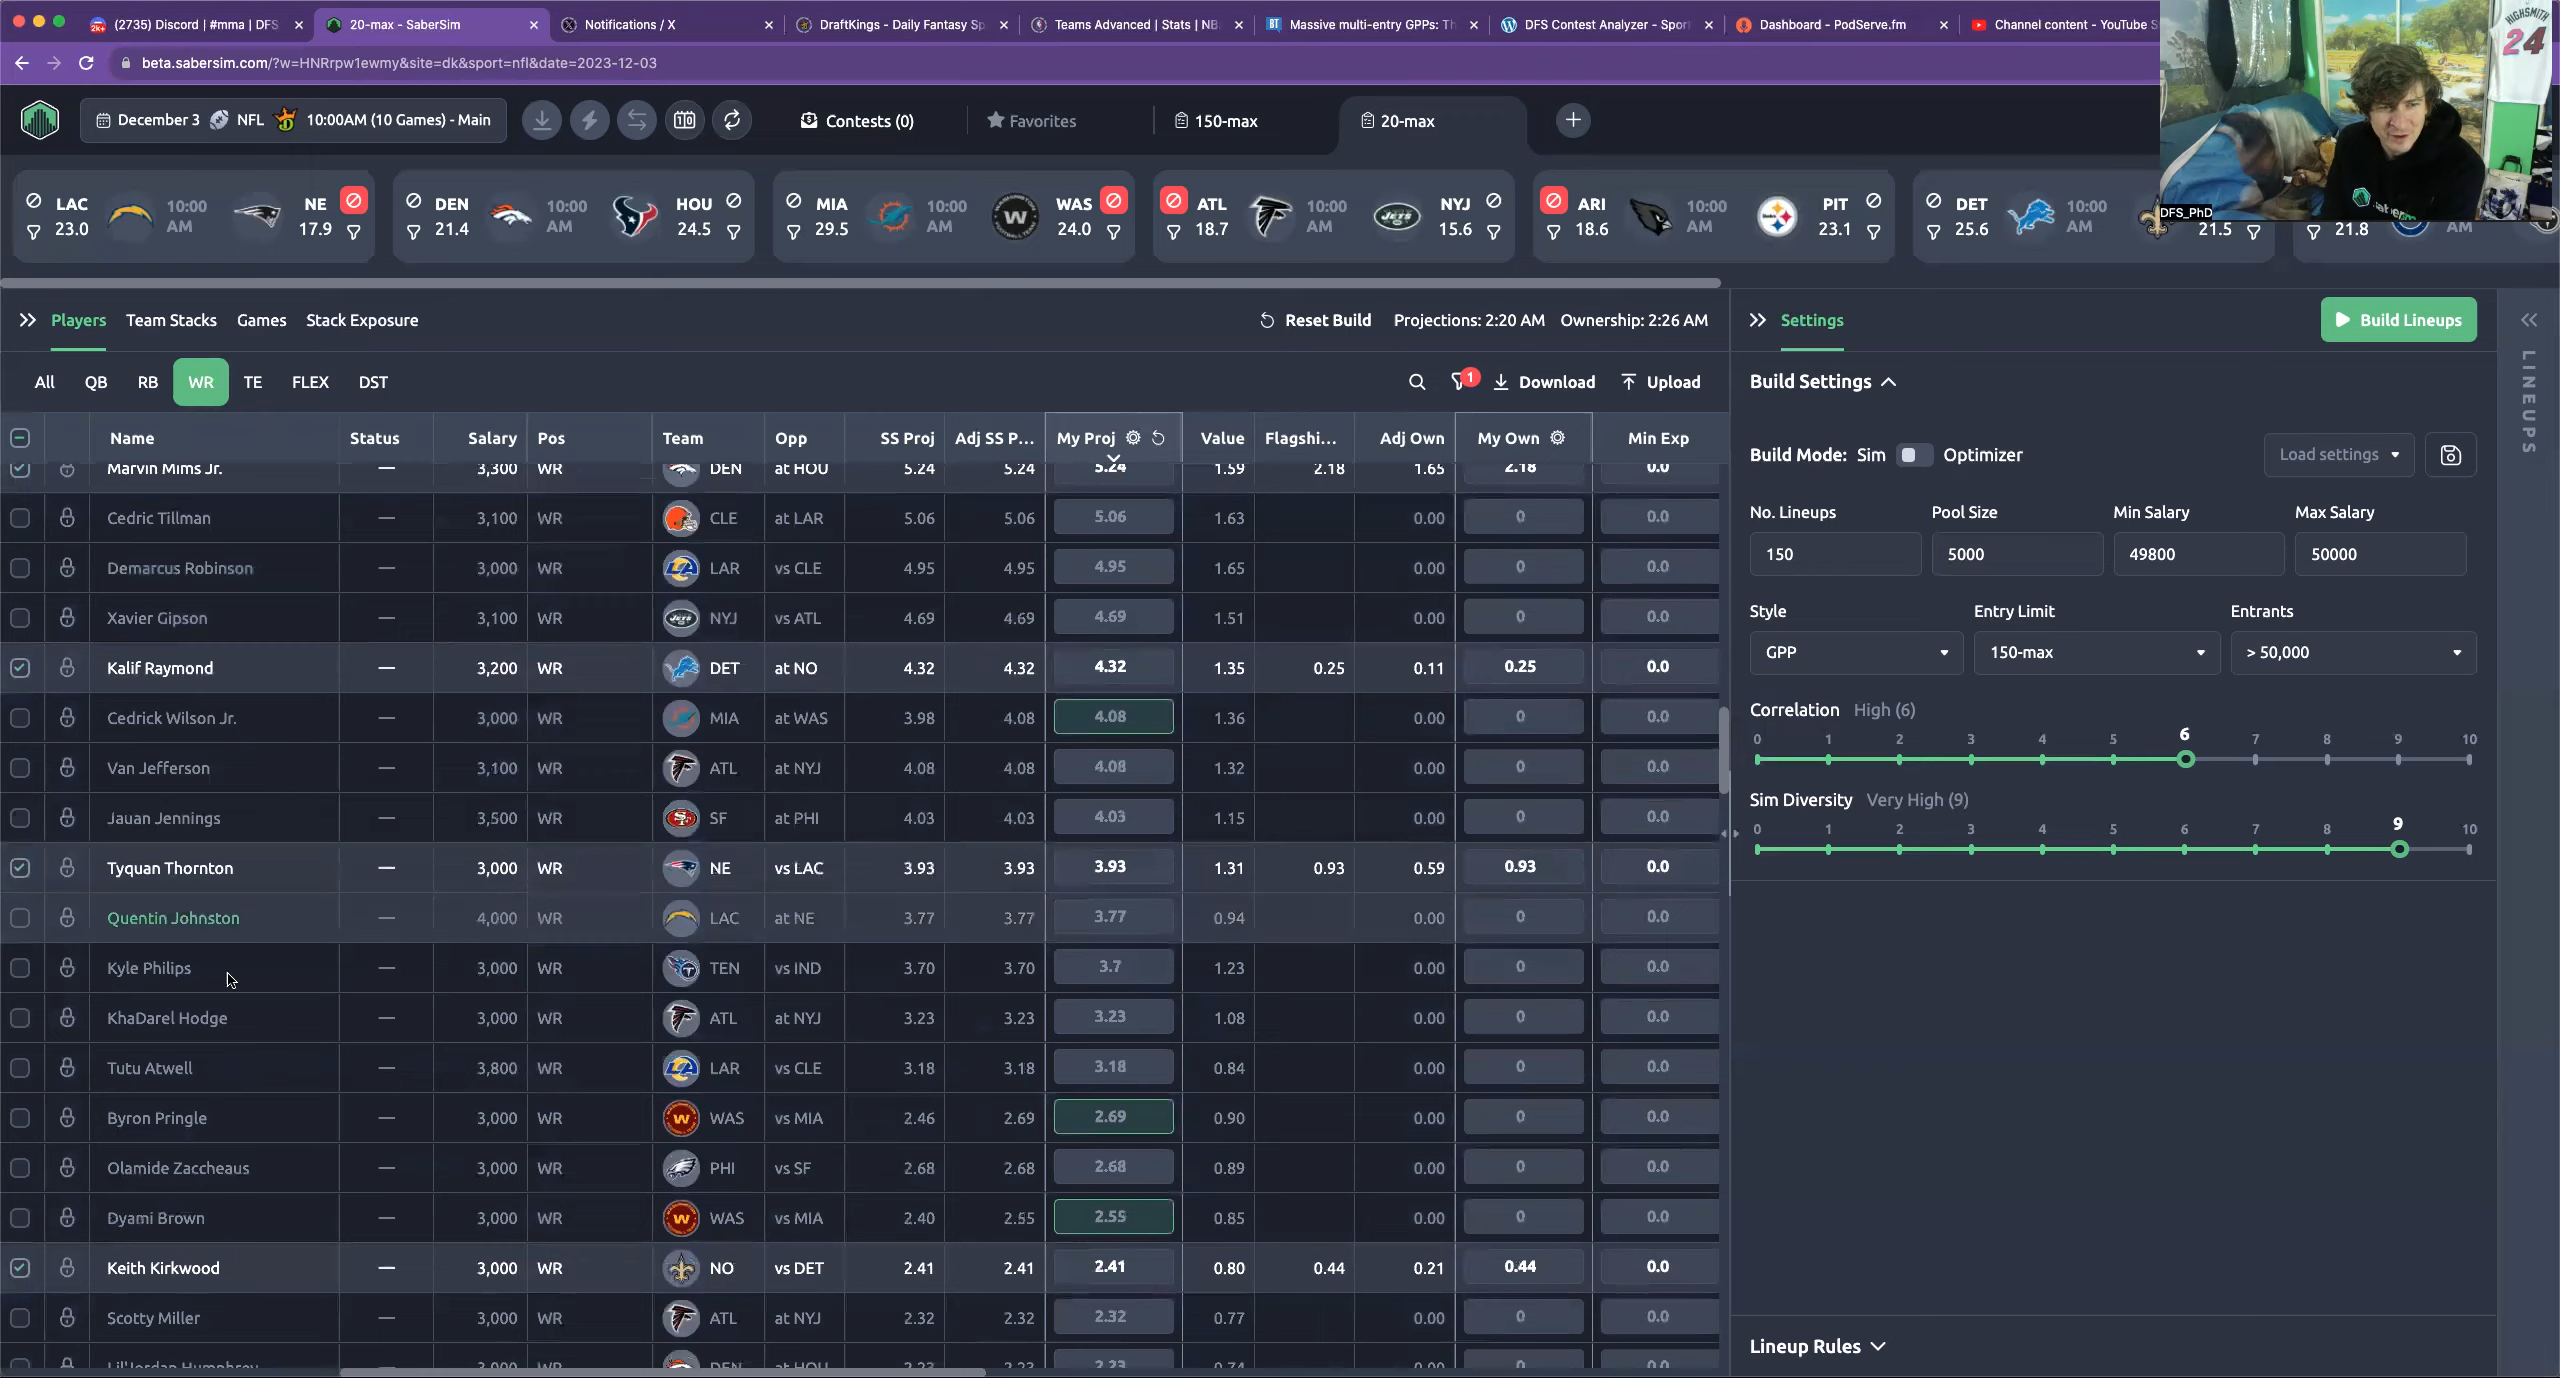 (2735) Discord | #mma | DFS
20-max - SaberSim
Notifications / X
DraftKings - Daily Fantasy Sp
Teams Advanced | Stats | NB
BT Massive multi-entry GPPs: Th
DFS Contest Analyzer - Spor
Dashboard - PodServe.fm
Channel content - YouTube S
beta.sabersim.com/?w=HNRrpw1ewmy&site=dk&sport=nfl&date=2023-12-03
HIGHSMITH
24
DFS_PhD
December 3 NFL 10:00AM (10 Games) - Main
Contests (0)
Favorites
150-max
20-max
LAC 23.0 10:00 AM NE 17.9
DEN 21.4 10:00 AM HOU 24.5
MIA 29.5 10:00 AM WAS 24.0
ATL 18.7 10:00 AM NYJ 15.6
ARI 18.6 10:00 AM PIT 23.1
DET 25.6 10:00 AM 21.5
21.8 AM
Players Team Stacks Games Stack Exposure
Reset Build Projections: 2:20 AM Ownership: 2:26 AM
All QB RB WR TE FLEX DST
1 Download Upload
Name Status Salary Pos Team Opp SS Proj Adj SS P... My Proj Value Flagshi... Adj Own My Own Min Exp
Marvin Mims Jr. — 3,300 WR DEN at HOU 5.24 5.24 5.24 1.59 2.18 1.65 2.18 0.0
Cedric Tillman — 3,100 WR CLE at LAR 5.06 5.06 5.06 1.63 0.00 0 0.0
Demarcus Robinson — 3,000 WR LAR vs CLE 4.95 4.95 4.95 1.65 0.00 0 0.0
Xavier Gipson — 3,100 WR NYJ vs ATL 4.69 4.69 4.69 1.51 0.00 0 0.0
Kalif Raymond — 3,200 WR DET at NO 4.32 4.32 4.32 1.35 0.25 0.11 0.25 0.0
Cedrick Wilson Jr. — 3,000 WR MIA at WAS 3.98 4.08 4.08 1.36 0.00 0 0.0
Van Jefferson — 3,100 WR ATL at NYJ 4.08 4.08 4.08 1.32 0.00 0 0.0
Jauan Jennings — 3,500 WR SF at PHI 4.03 4.03 4.03 1.15 0.00 0 0.0
Tyquan Thornton — 3,000 WR NE vs LAC 3.93 3.93 3.93 1.31 0.93 0.59 0.93 0.0
Quentin Johnston — 4,000 WR LAC at NE 3.77 3.77 3.77 0.94 0.00 0 0.0
Kyle Philips — 3,000 WR TEN vs IND 3.70 3.70 3.7 1.23 0.00 0 0.0
KhaDarel Hodge — 3,000 WR ATL at NYJ 3.23 3.23 3.23 1.08 0.00 0 0.0
Tutu Atwell — 3,800 WR LAR vs CLE 3.18 3.18 3.18 0.84 0.00 0 0.0
Byron Pringle — 3,000 WR WAS vs MIA 2.46 2.69 2.69 0.90 0.00 0 0.0
Olamide Zaccheaus — 3,000 WR PHI vs SF 2.68 2.68 2.68 0.89 0.00 0 0.0
Dyami Brown — 3,000 WR WAS vs MIA 2.40 2.55 2.55 0.85 0.00 0 0.0
Keith Kirkwood — 3,000 WR NO vs DET 2.41 2.41 2.41 0.80 0.44 0.21 0.44 0.0
Scotty Miller — 3,000 WR ATL at NYJ 2.32 2.32 2.32 0.77 0.00 0 0.0
Lil'Jordan Humphrey 3,000 WR DEN at HOU 2.23 2.23 2.23 0.74 0.00 0 0.0
Settings
Build Lineups
LINEUPS
Build Settings
Build Mode: Sim Optimizer
Load settings
No. Lineups Pool Size Min Salary Max Salary
150 5000 49800 50000
Style Entry Limit Entrants
GPP 150-max > 50,000
Correlation High (6)
0 1 2 3 4 5 6 7 8 9 10
Sim Diversity Very High (9)
0 1 2 3 4 5 6 7 8 9 10
Lineup Rules